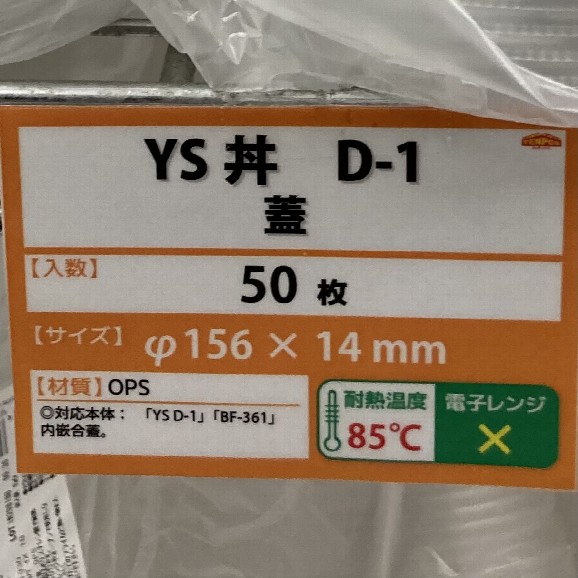 YS 丼 D-1
蓋
TEMPOS
【入数】
50 枚
【サイズ】 φ156 × 14 mm
【材質】 OPS
◎対応本体： 「YS D-1」「BF-361」
内嵌合蓋。
耐熱温度
85℃
電子レンジ
×